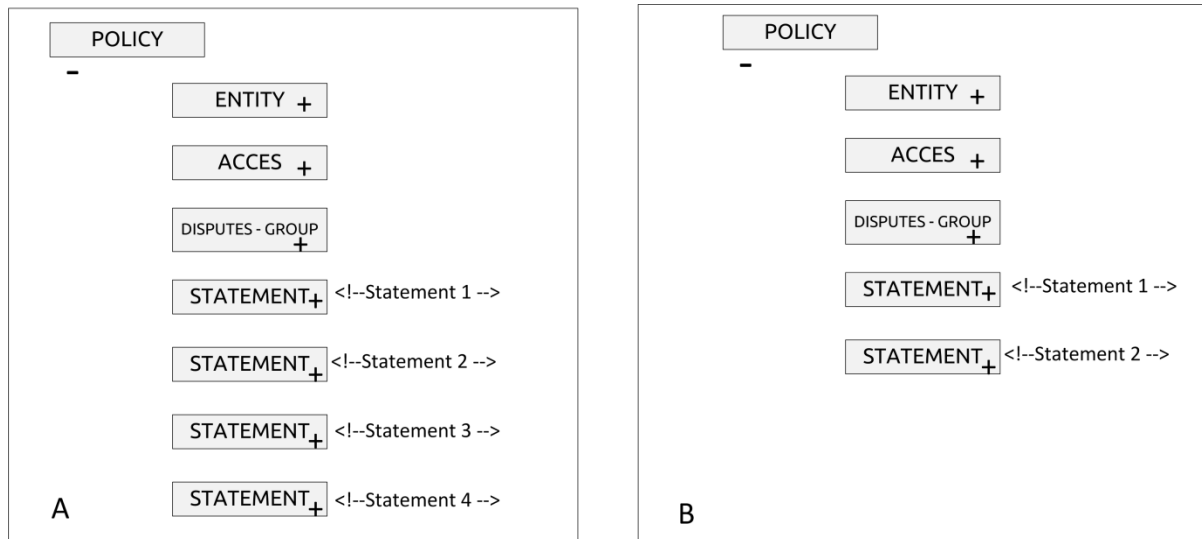 POLICY
-
ENTITY +
ACCES +
DISPUTES - GROUP
+
STATEMENT+ <!--Statement 1 -->
STATEMENT+ <!--Statement 2 -->
STATEMENT+ <!--Statement 3 -->
STATEMENT+ <!--Statement 4 -->
A
POLICY
-
ENTITY +
ACCES +
DISPUTES - GROUP
+
STATEMENT+ <!--Statement 1 -->
STATEMENT+ <!--Statement 2 -->
B